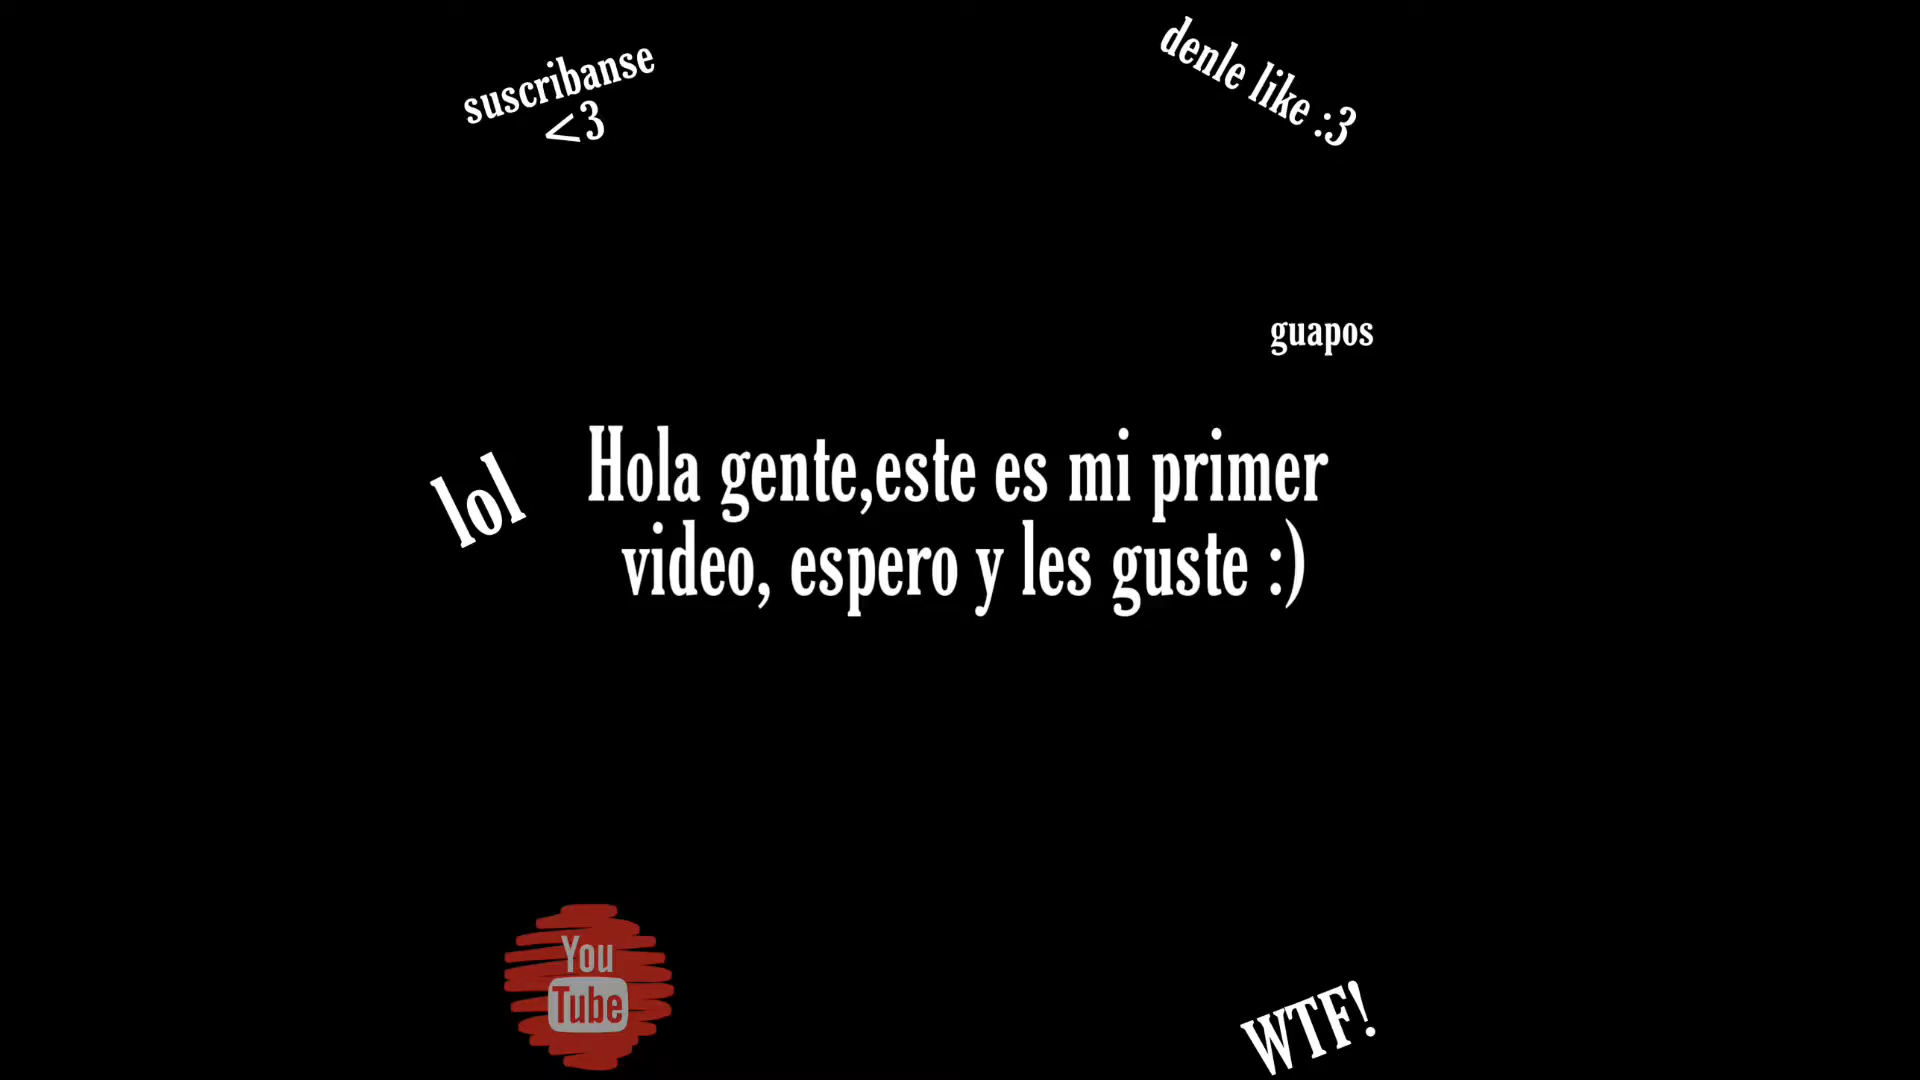 suscribanse
<3
denle like :3
guapos
lol
Hola gente,este es mi primer
video, espero y les guste :)
You
Tube
WTF!